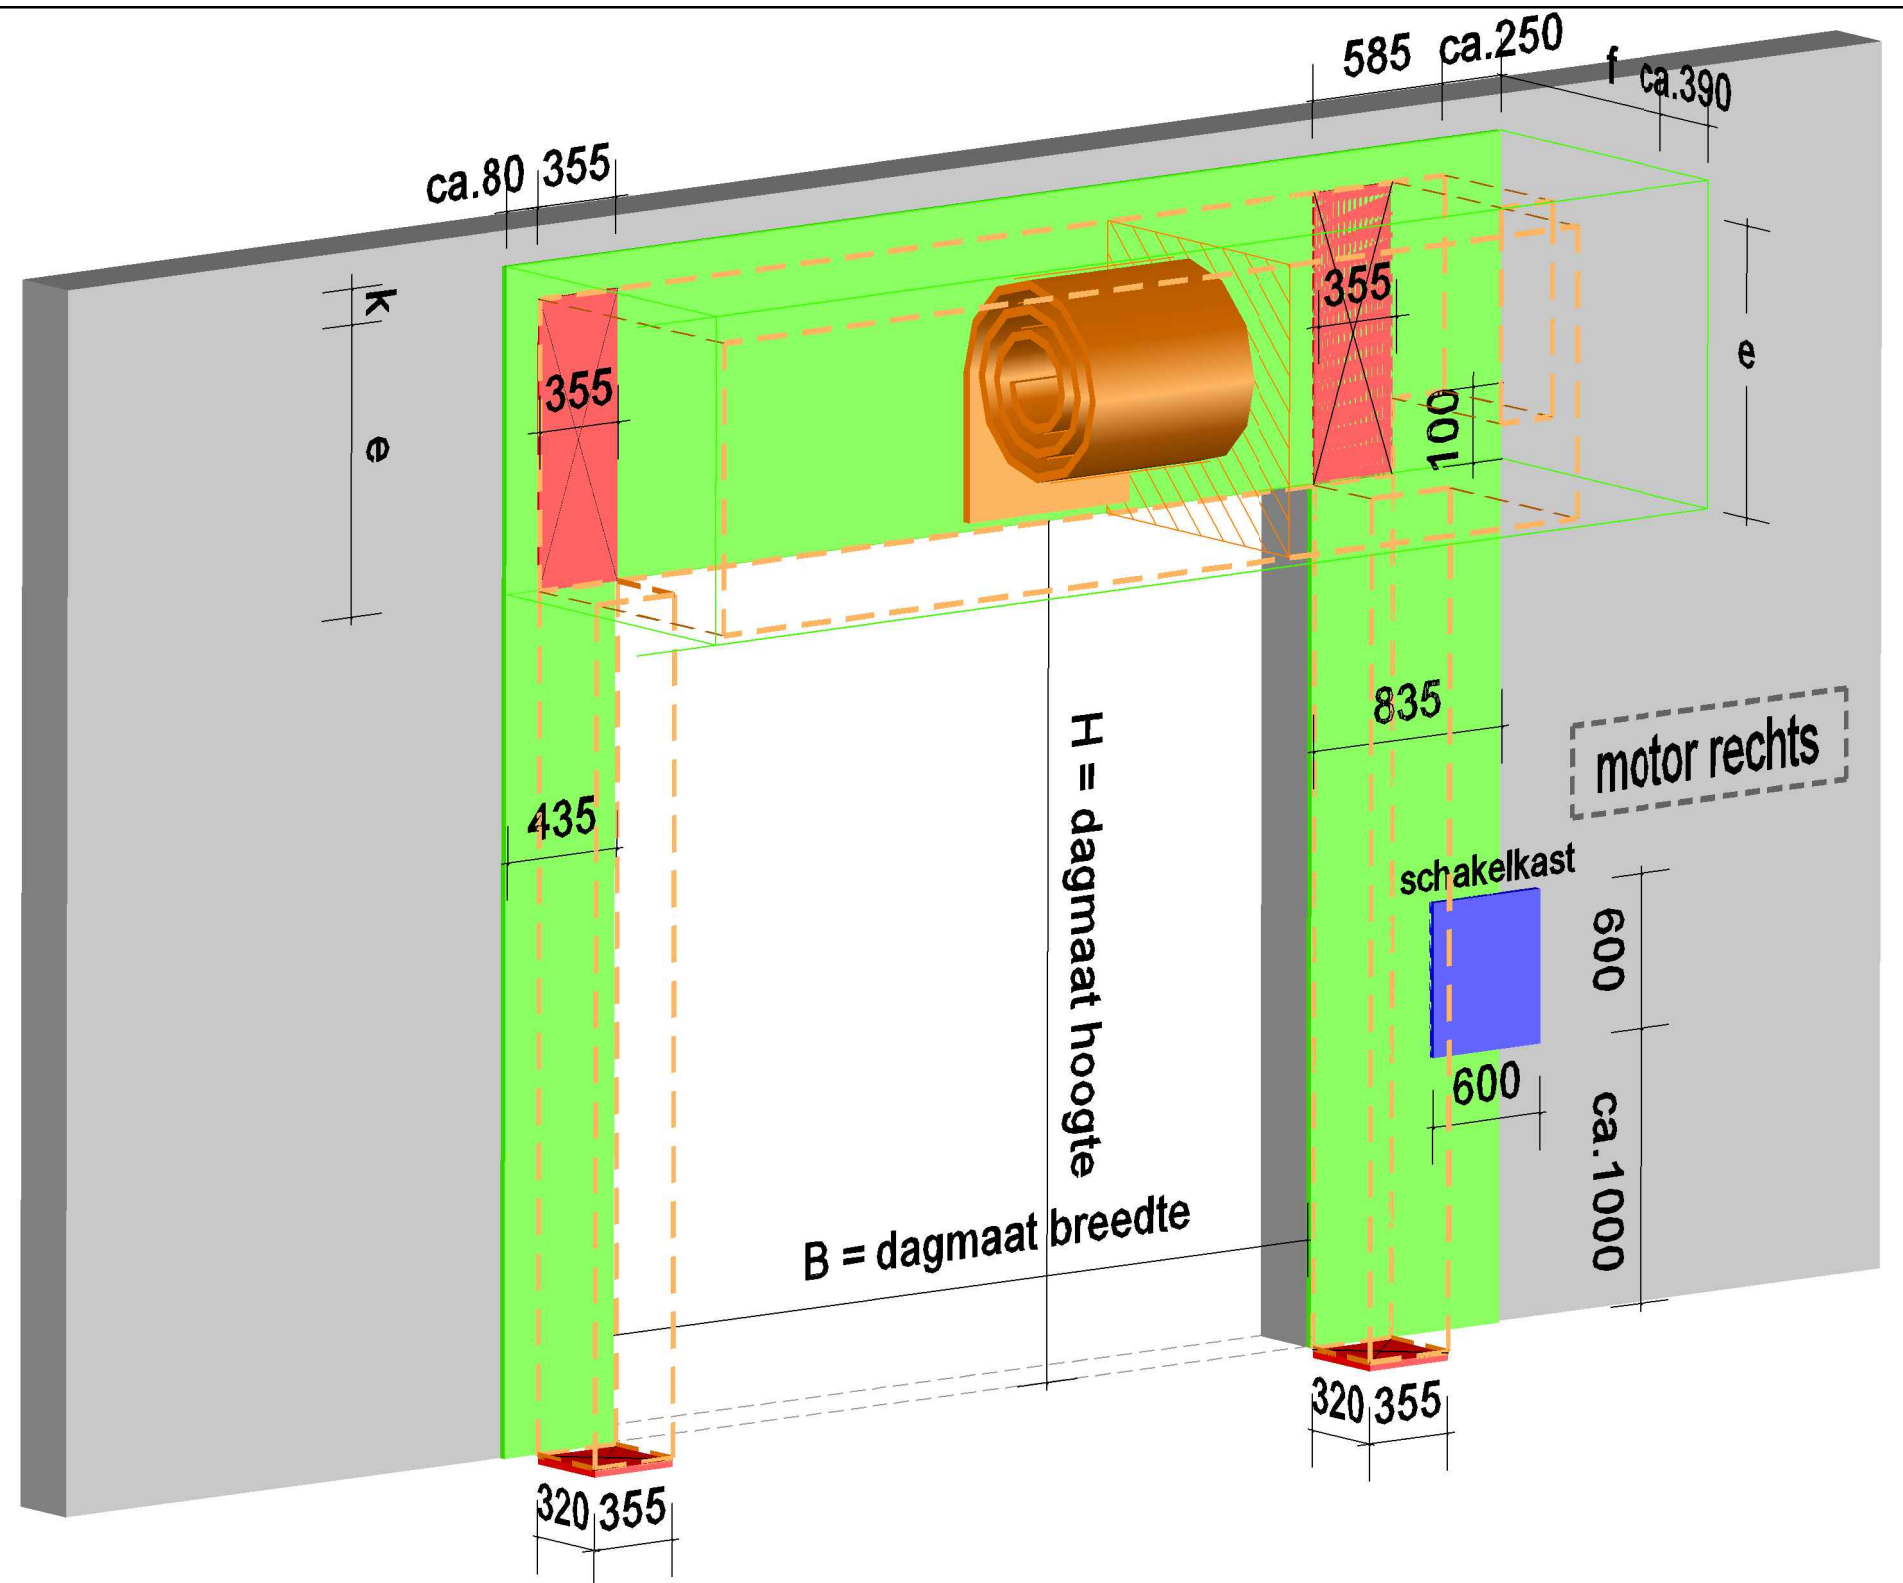 585 ca.250
f ca.390
ca.80 355
k
e
355
355
100
e
835
motor rechts
435
H = dagmaat hoogte
schakelkast
600
600
ca.1000
B = dagmaat breedte
320 355
320 355